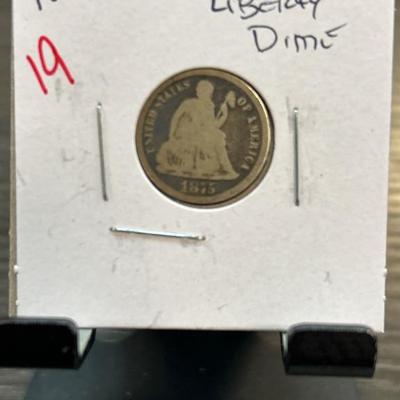 Liberty
Dime
19
UNITED STATES OF AMERICA
1875